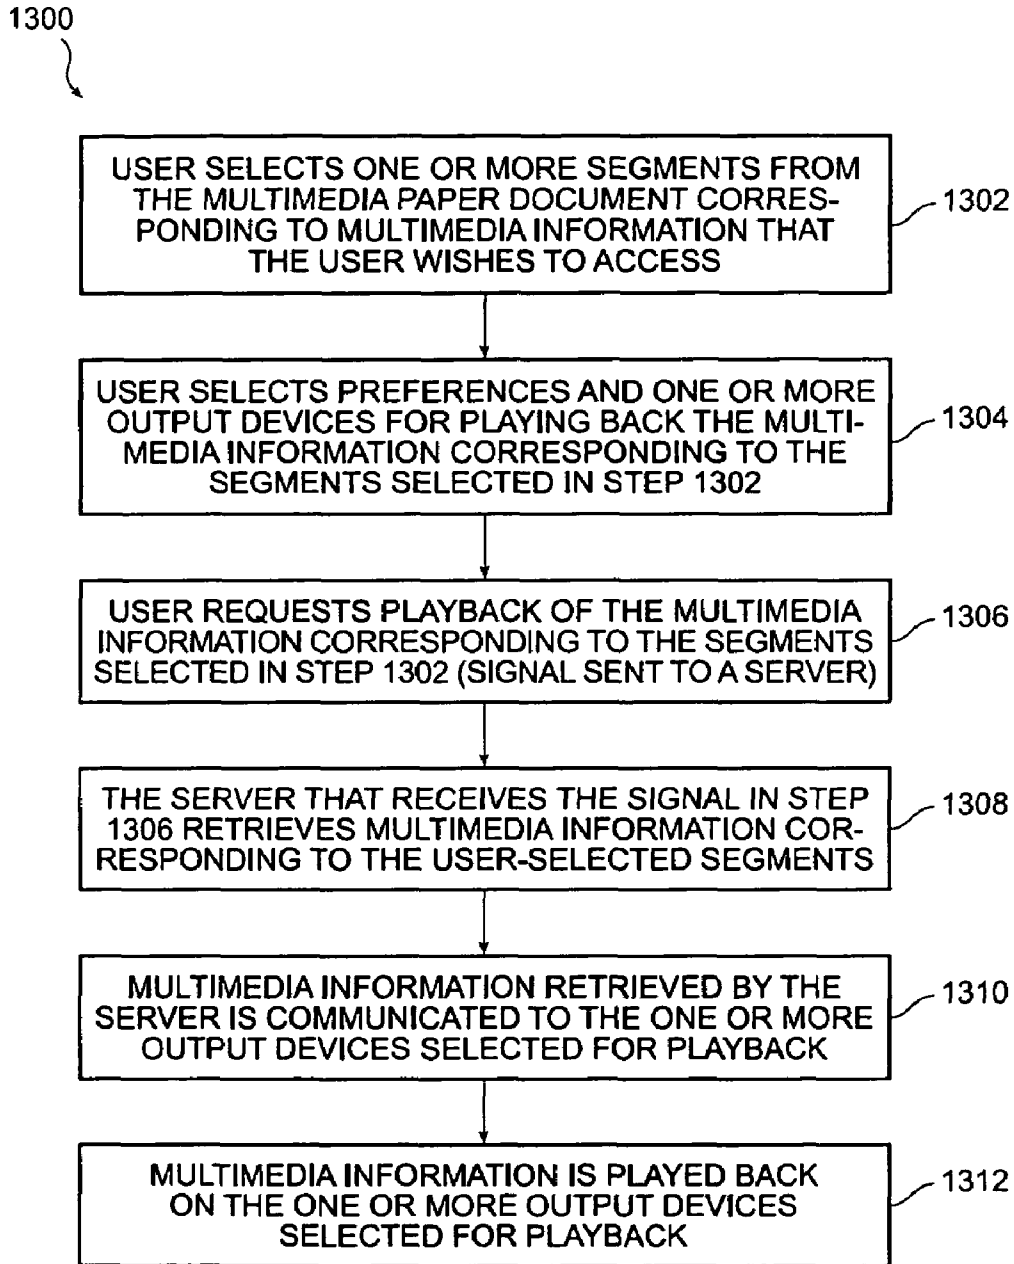 1300
USER SELECTS ONE OR MORE SEGMENTS FROM
THE MULTIMEDIA PAPER DOCUMENT CORRES-
PONDING TO MULTIMEDIA INFORMATION THAT
THE USER WISHES TO ACCESS
1302
USER SELECTS PREFERENCES AND ONE OR MORE
OUTPUT DEVICES FOR PLAYING BACK THE MULTI-
MEDIA INFORMATION CORRESPONDING TO THE
SEGMENTS SELECTED IN STEP 1302
1304
USER REQUESTS PLAYBACK OF THE MULTIMEDIA
INFORMATION CORRESPONDING TO THE SEGMENTS
SELECTED IN STEP 1302 (SIGNAL SENT TO A SERVER)
1306
THE SERVER THAT RECEIVES THE SIGNAL IN STEP
1306 RETRIEVES MULTIMEDIA INFORMATION COR-
RESPONDING TO THE USER-SELECTED SEGMENTS
1308
MULTIMEDIA INFORMATION RETRIEVED BY THE
SERVER IS COMMUNICATED TO THE ONE OR MORE
OUTPUT DEVICES SELECTED FOR PLAYBACK
1310
MULTIMEDIA INFORMATION IS PLAYED BACK
ON THE ONE OR MORE OUTPUT DEVICES
SELECTED FOR PLAYBACK
1312